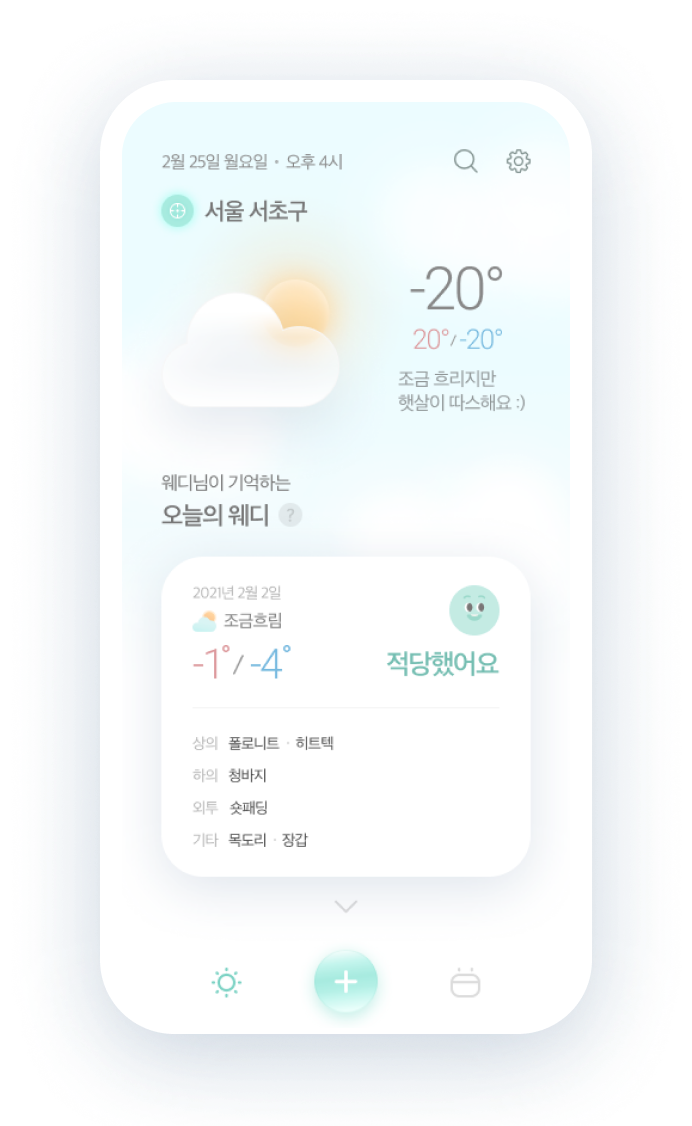 2월 25일 월요일 • 오후 4시
서울 서초구
-20°
20°/-20°
조금 흐리지만
햇살이 따스해요 :)
웨디님이 기억하는
오늘의 웨디 ?
2021년 2월 2일
조금흐림
-1°/ -4°
적당했어요
상의 폴로니트 · 히트텍
하의 청바지
외투 숏패딩
기타 목도리 · 장갑